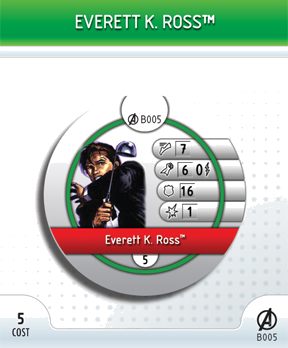 EVERETT K. ROSS™
B005
7
6 0
16
1
Everett K. Ross™
5
5
COST
B005